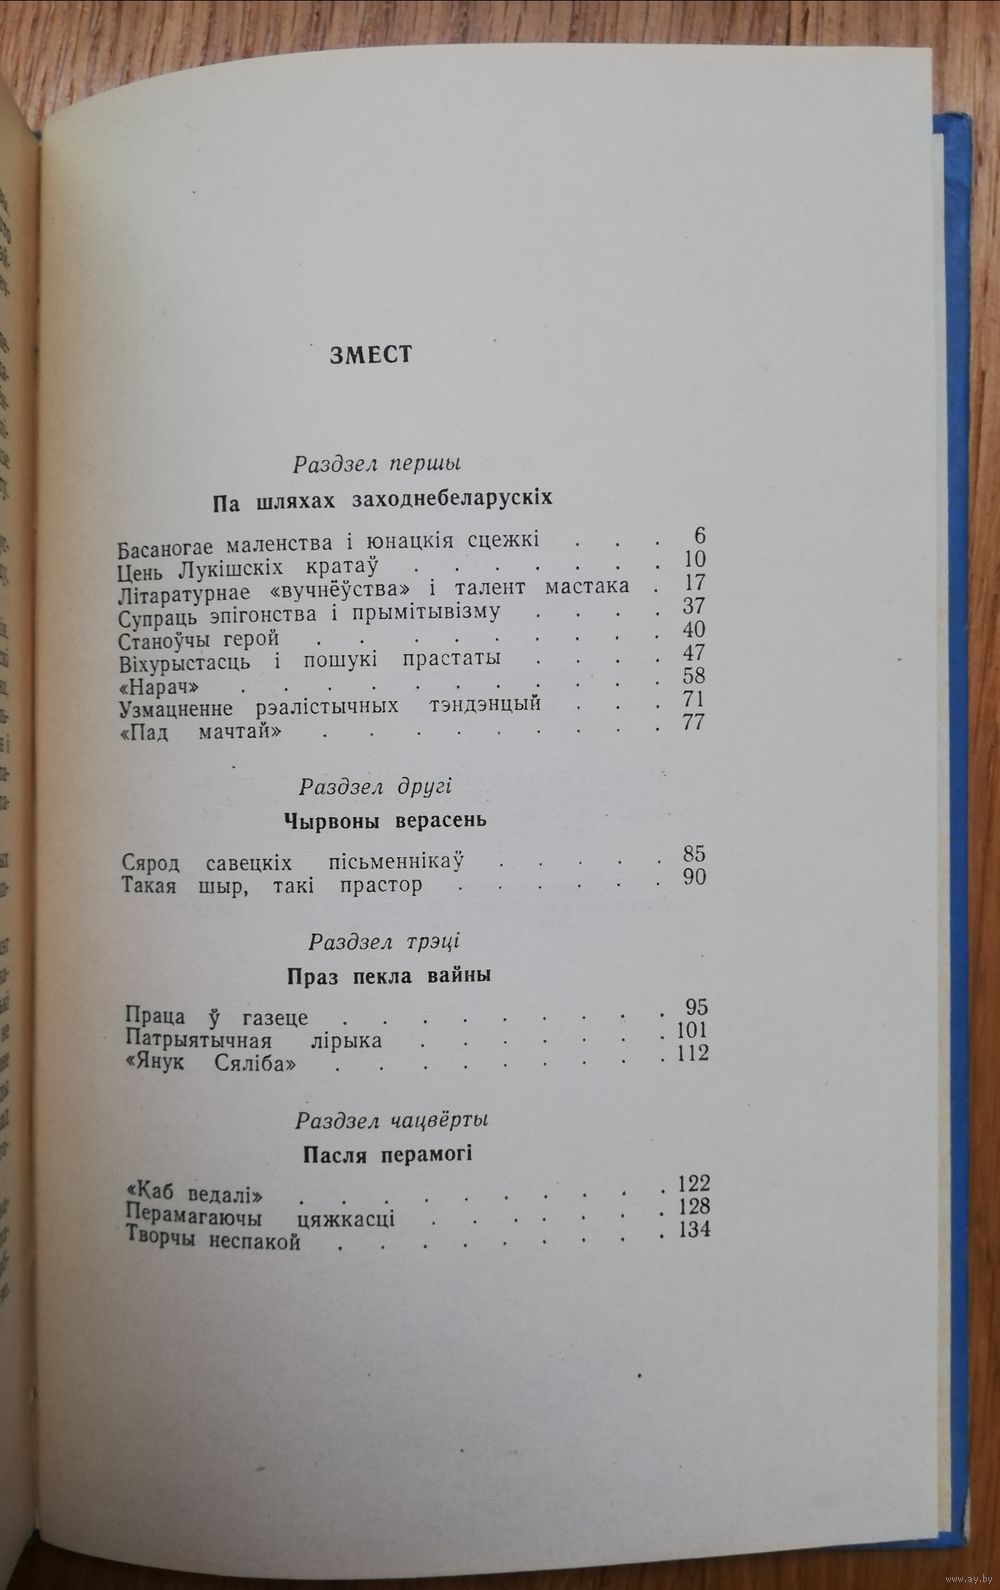 ЗМЕСТ
Раздзел першы
Па шляхах заходнебеларускіх
Басаногае маленства і юнацкія сцежкі . . . 6
Цень Лукішскіх кратаў . . . . . . . 10
Літаратурнае «вучнёўства» і талент мастака . 17
Супраць эпігонства і прымітывізму . . . . 37
Станоўчы герой . . . . . . . . . 40
Віхурыстасць і пошукі прастаты . . . . 47
«Нарач» . . . . . . . . . . 58
Узмацненне рэалістычных тэндэнцый . . . 71
«Пад мачтай» . . . . . . . . 77
Раздзел другі
Чырвоны верасень
Сярод савецкіх пісьменнікаў . . . . . 85
Такая шыр, такі прастор . . . . . . 90
Раздзел трэці
Праз пекла вайны
Праца ў газеце . . . . . . . . . 95
Патрыятычная лірыка . . . . . . . 101
«Янук Сяліба» . . . . . . . . . 112
Раздзел чацвёрты
Пасля перамогі
«Каб ведалі» . . . . . . . . . . 122
Перамагаючы цяжкасці . . . . . . . 128
Творчы неспакой . . . . . . . . . 134
www.ay.by